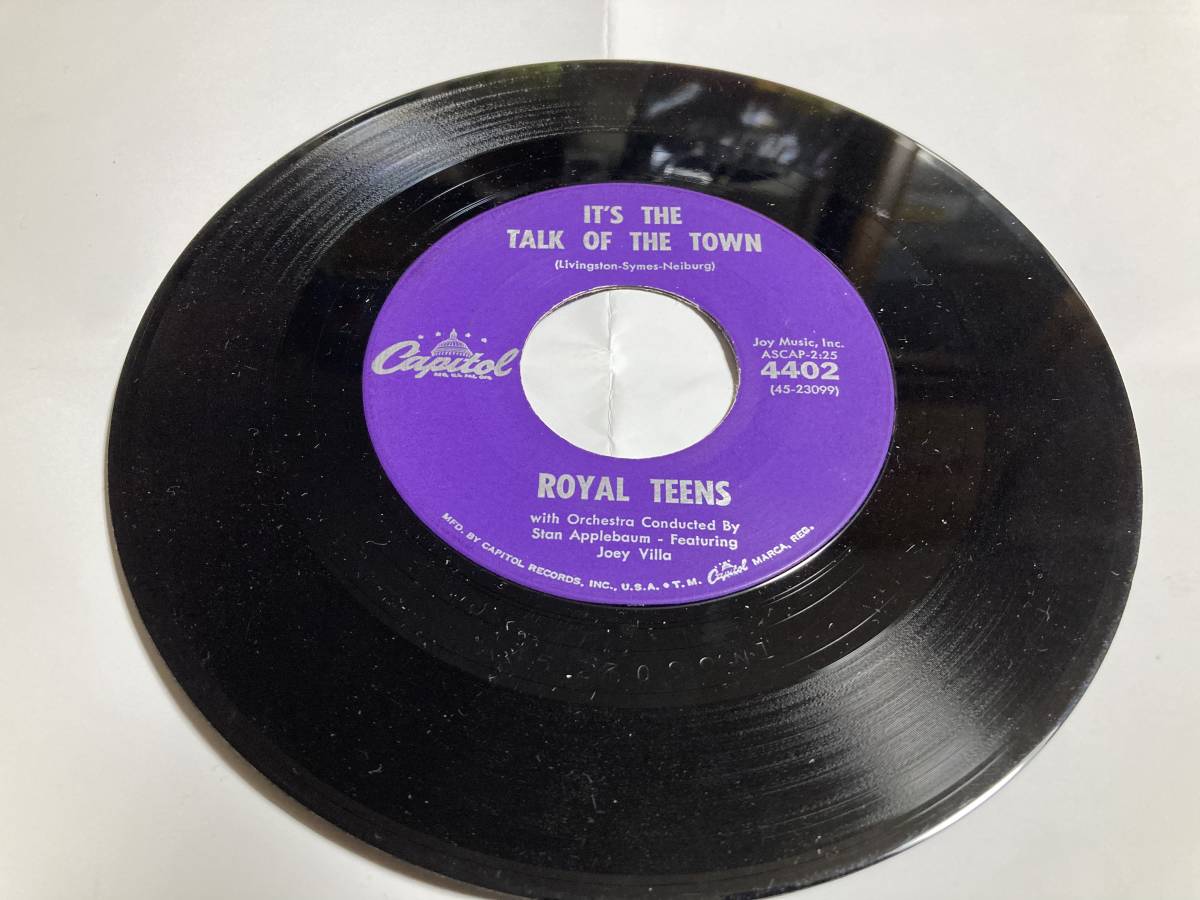 IT'S THE
TALK OF THE TOWN
(Livingston-Symes-Neiburg)
Capitol
Joy Music, Inc.
ASCAP-2:25
4402
(45-23099)
ROYAL TEENS
with Orchestra Conducted By
Stan Applebaum - Featuring
Joey Villa
MFD. BY CAPITOL RECORDS, INC., U.S.A. • T.M. Capitol MARCA, REG.